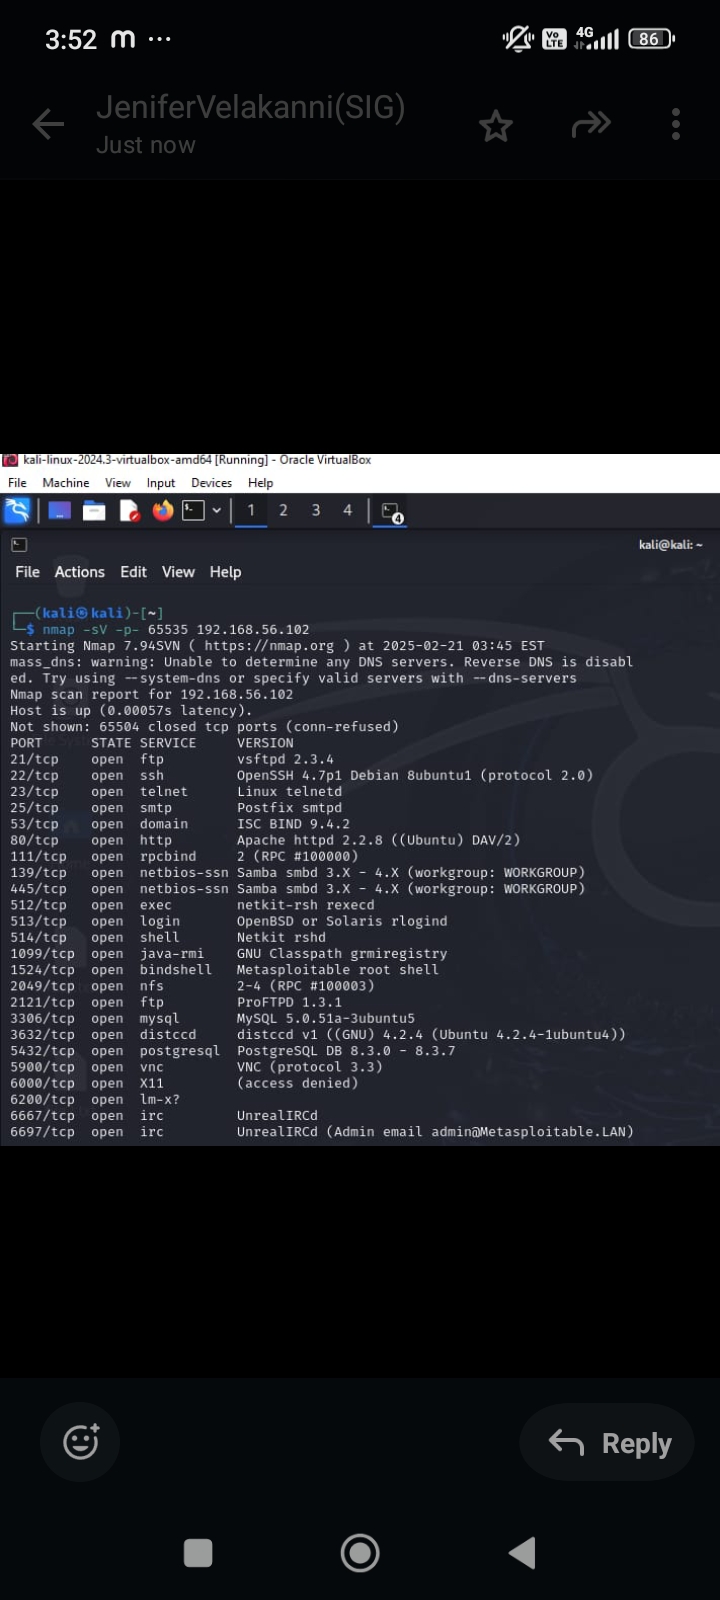 3:52 m ...
Vo LTE 4G 86
JeniferVelakanni(SIG)
Just now
kali-linux-2024.3-virtualbox-amd64 [Running] - Oracle VirtualBox
File Machine View Input Devices Help
1 2 3 4 4
kali@kali: ~
File Actions Edit View Help
┌──(kali㉿kali)-[~]
└─$ nmap -sV -p- 65535 192.168.56.102
Starting Nmap 7.94SVN ( https://nmap.org ) at 2025-02-21 03:45 EST
mass_dns: warning: Unable to determine any DNS servers. Reverse DNS is disabl
ed. Try using --system-dns or specify valid servers with --dns-servers
Nmap scan report for 192.168.56.102
Host is up (0.00057s latency).
Not shown: 65504 closed tcp ports (conn-refused)
PORT STATE SERVICE VERSION
21/tcp open ftp vsftpd 2.3.4
22/tcp open ssh OpenSSH 4.7p1 Debian 8ubuntu1 (protocol 2.0)
23/tcp open telnet Linux telnetd
25/tcp open smtp Postfix smtpd
53/tcp open domain ISC BIND 9.4.2
80/tcp open http Apache httpd 2.2.8 ((Ubuntu) DAV/2)
111/tcp open rpcbind 2 (RPC #100000)
139/tcp open netbios-ssn Samba smbd 3.X - 4.X (workgroup: WORKGROUP)
445/tcp open netbios-ssn Samba smbd 3.X - 4.X (workgroup: WORKGROUP)
512/tcp open exec netkit-rsh rexecd
513/tcp open login OpenBSD or Solaris rlogind
514/tcp open shell Netkit rshd
1099/tcp open java-rmi GNU Classpath grmiregistry
1524/tcp open bindshell Metasploitable root shell
2049/tcp open nfs 2-4 (RPC #100003)
2121/tcp open ftp ProFTPD 1.3.1
3306/tcp open mysql MySQL 5.0.51a-3ubuntu5
3632/tcp open distccd distccd v1 ((GNU) 4.2.4 (Ubuntu 4.2.4-1ubuntu4))
5432/tcp open postgresql PostgreSQL DB 8.3.0 - 8.3.7
5900/tcp open vnc VNC (protocol 3.3)
6000/tcp open X11 (access denied)
6200/tcp open lm-x?
6667/tcp open irc UnrealIRCd
6697/tcp open irc UnrealIRCd (Admin email admin@Metasploitable.LAN)
Reply